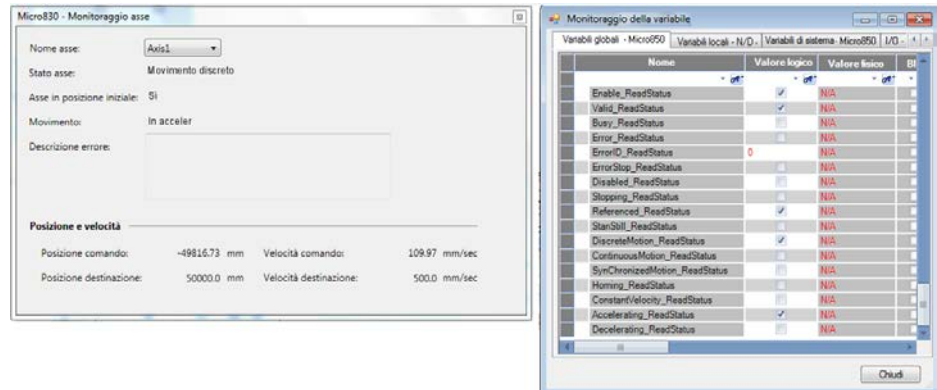 Micro830 - Monitoraggio asse
Nome asse: Axis1
Stato asse: Movimento discreto
Asse in posizione iniziale: Sì
Movimento: In acceler
Descrizione errore:
Posizione e velocità
Posizione comando: -49816.73 mm Velocità comando: 109.97 mm/sec
Posizione destinazione: 50000.0 mm Velocità destinazione: 500.0 mm/sec
Monitoraggio della variabile
Variabili globali - Micro850 Variabili locali - N/D - Variabili di sistema- Micro850 I/O -
Nome Valore logico Valore fisico Bl
Enable_ReadStatus N/A
Valid_ReadStatus N/A
Busy_ReadStatus N/A
Error_ReadStatus N/A
ErrorID_ReadStatus 0 N/A
ErrorStop_ReadStatus N/A
Disabled_ReadStatus N/A
Stopping_ReadStatus N/A
Referenced_ReadStatus N/A
StanStill_ReadStatus N/A
DiscreteMotion_ReadStatus N/A
ContinuousMotion_ReadStatus N/A
SynChronizedMotion_ReadStatus N/A
Homing_ReadStatus N/A
ConstantVelocity_ReadStatus N/A
Accelerating_ReadStatus N/A
Decelerating_ReadStatus N/A
Chiudi